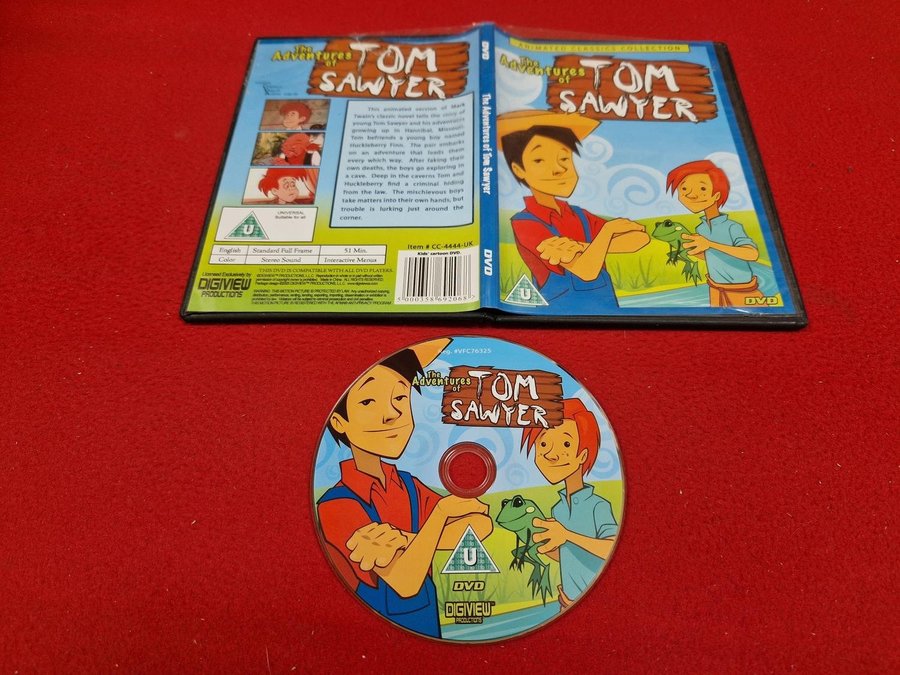 The
Adventures
of
TOM
SAWYER
This animated version of Mark
Twain's classic novel tells the story of
young Tom Sawyer and his adventures
growing up in Hannibal, Missouri.
Tom befriends a young boy named
Huckleberry Finn. The pair embarks
on an adventure that leads them
every which way. After faking their
own deaths, the boys go exploring in
a cave. Deep in the caverns Tom and
Huckleberry find a criminal hiding
from the law. The mischievous boys
take matters into their own hands, but
trouble is lurking just around the
corner.
U
UNIVERSAL
Suitable for all
English Standard Full Frame 51 Min.
Color Stereo Sound Interactive Menus
Item # CC-4444-UK
Kids' cartoon DVD.
5 000358 692068
Licensed Exclusively by
DIGIVIEW
PRODUCTIONS
THIS DVD IS COMPATIBLE WITH ALL DVD PLAYERS.
DVD
The Adventures of Tom Sawyer
DVD
ANIMATED CLASSICS COLLECTION
The
Adventures
of
TOM
SAWYER
U
DVD
Reg. #VFC76325
The
Adventures
of
TOM
SAWYER
U
DVD
DIGIVIEW
PRODUCTIONS